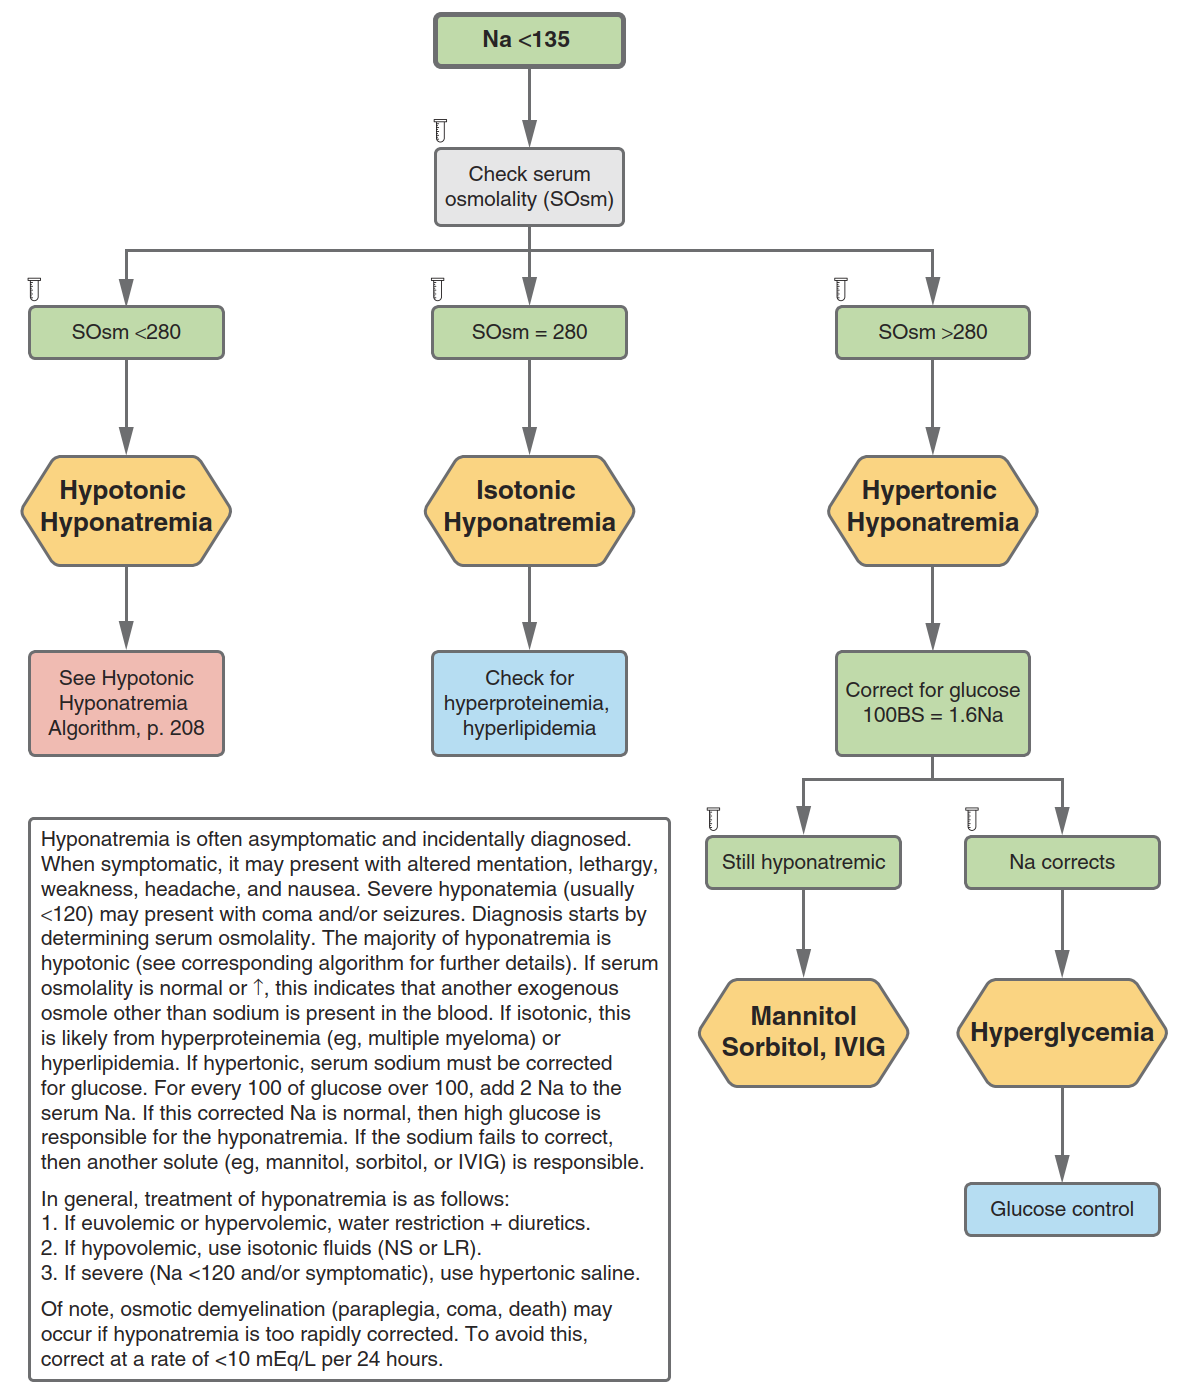 Na <135
Check serum
osmolality (SOsm)
SOsm <280
SOsm = 280
SOsm >280
Hypotonic
Hyponatremia
Isotonic
Hyponatremia
Hypertonic
Hyponatremia
See Hypotonic
Hyponatremia
Algorithm, p. 208
Check for
hyperproteinemia,
hyperlipidemia
Correct for glucose
100BS = 1.6Na
Still hyponatremic
Na corrects
Mannitol
Sorbitol, IVIG
Hyperglycemia
Glucose control
Hyponatremia is often asymptomatic and incidentally diagnosed.
When symptomatic, it may present with altered mentation, lethargy,
weakness, headache, and nausea. Severe hyponatemia (usually
<120) may present with coma and/or seizures. Diagnosis starts by
determining serum osmolality. The majority of hyponatremia is
hypotonic (see corresponding algorithm for further details). If serum
osmolality is normal or ↑, this indicates that another exogenous
osmole other than sodium is present in the blood. If isotonic, this
is likely from hyperproteinemia (eg, multiple myeloma) or
hyperlipidemia. If hypertonic, serum sodium must be corrected
for glucose. For every 100 of glucose over 100, add 2 Na to the
serum Na. If this corrected Na is normal, then high glucose is
responsible for the hyponatremia. If the sodium fails to correct,
then another solute (eg, mannitol, sorbitol, or IVIG) is responsible.
In general, treatment of hyponatremia is as follows:
1. If euvolemic or hypervolemic, water restriction + diuretics.
2. If hypovolemic, use isotonic fluids (NS or LR).
3. If severe (Na <120 and/or symptomatic), use hypertonic saline.
Of note, osmotic demyelination (paraplegia, coma, death) may
occur if hyponatremia is too rapidly corrected. To avoid this,
correct at a rate of <10 mEq/L per 24 hours.